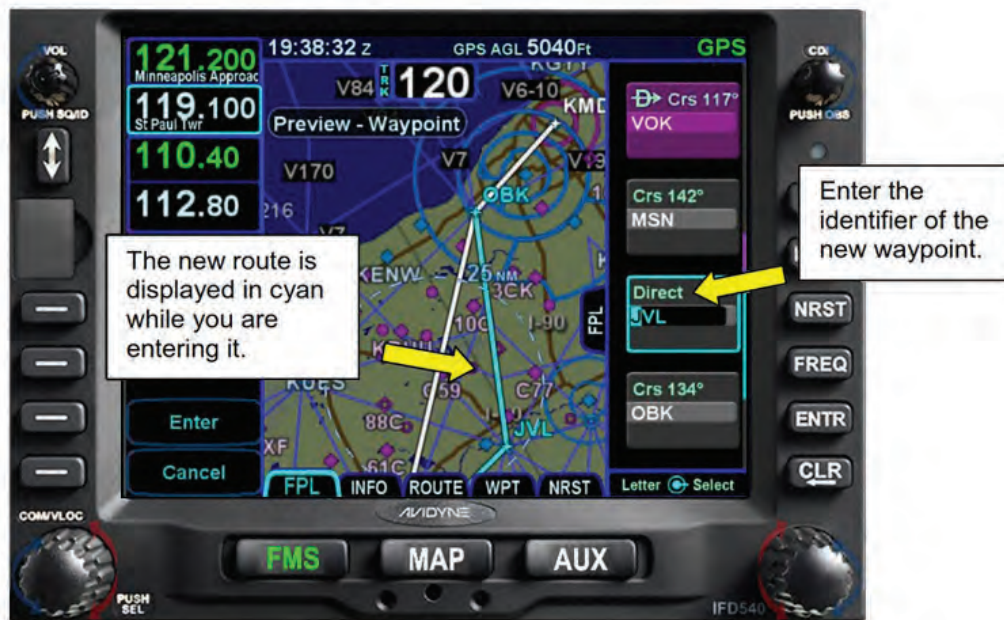 VOL
PUSH SQ/ID
121.200
Minneapolis Approac
119.100
St Paul Twr
110.40
112.80
19:38:32 z
GPS AGL 5040Ft
GPS
TRK
120
Preview - Waypoint
V84
V6-10
KMD
V170
V7
OBK
216
V7
KENW
25 NM
3CK
10C
I-90
KUES
C59
C77
88C
JVL
61C
FPL
Crs 117°
VOK
Crs 142°
MSN
Direct
JVL
Crs 134°
OBK
Enter
Cancel
FPL
INFO
ROUTE
WPT
NRST
Letter
Select
CDI
PUSH OBS
NRST
FREQ
ENTR
CLR
COM/VLOC
PUSH
SEL
AVIDYNE
FMS
MAP
AUX
IFD540
The new route is
displayed in cyan
while you are
entering it.
Enter the
identifier of the
new waypoint.